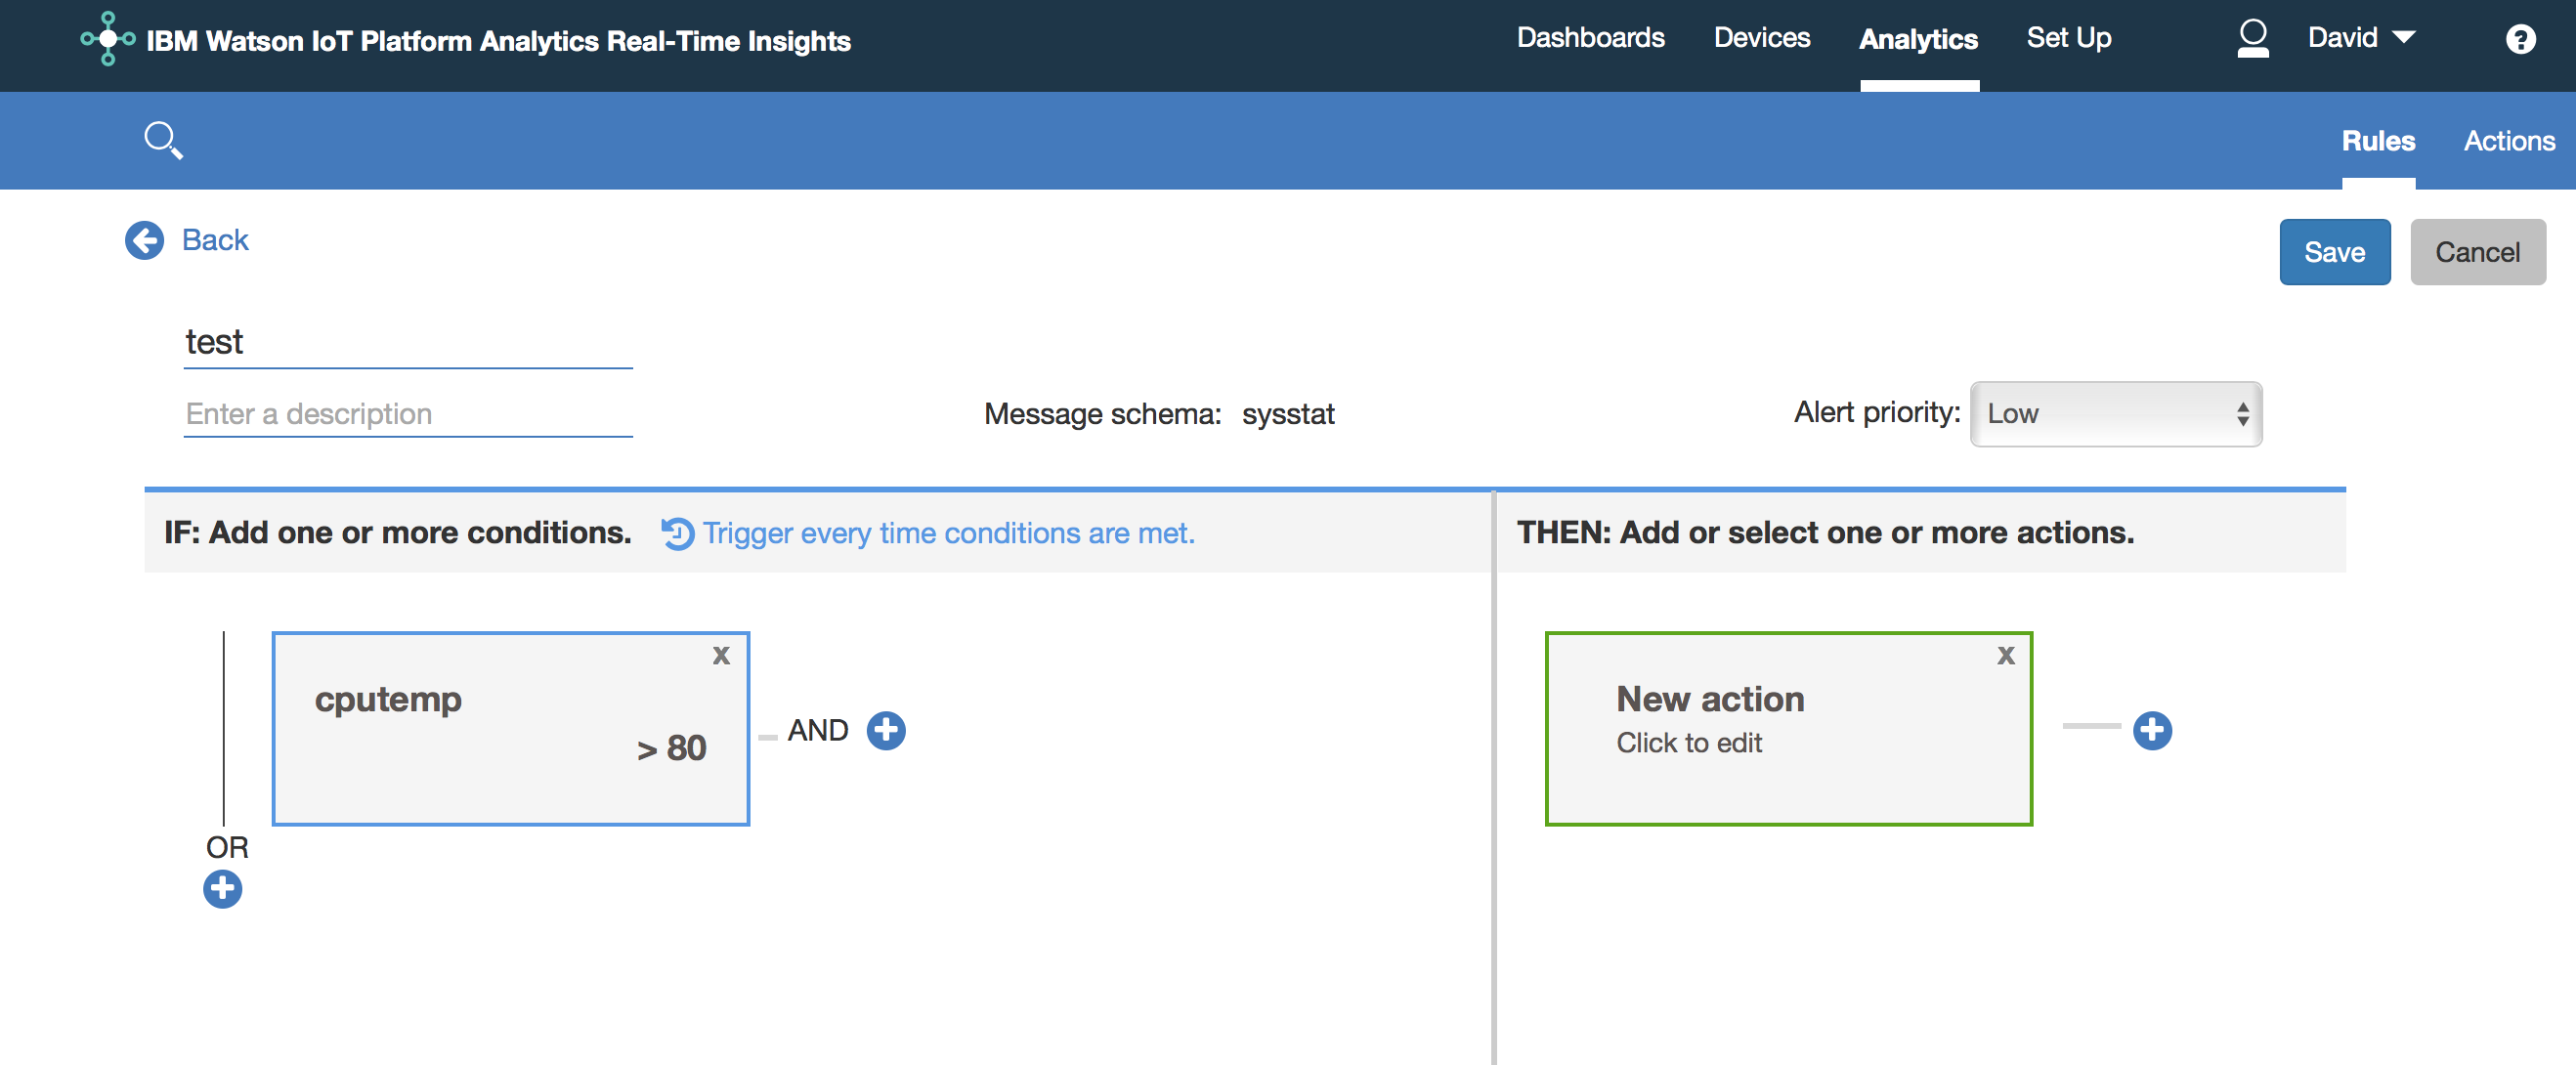 IBM Watson IoT Platform Analytics Real-Time Insights
Dashboards Devices Analytics Set Up David ?
Rules Actions
Back
Save Cancel
test
Enter a description
Message schema: sysstat
Alert priority: Low
IF: Add one or more conditions. Trigger every time conditions are met.
THEN: Add or select one or more actions.
x
cputemp
> 80
AND
OR
x
New action
Click to edit